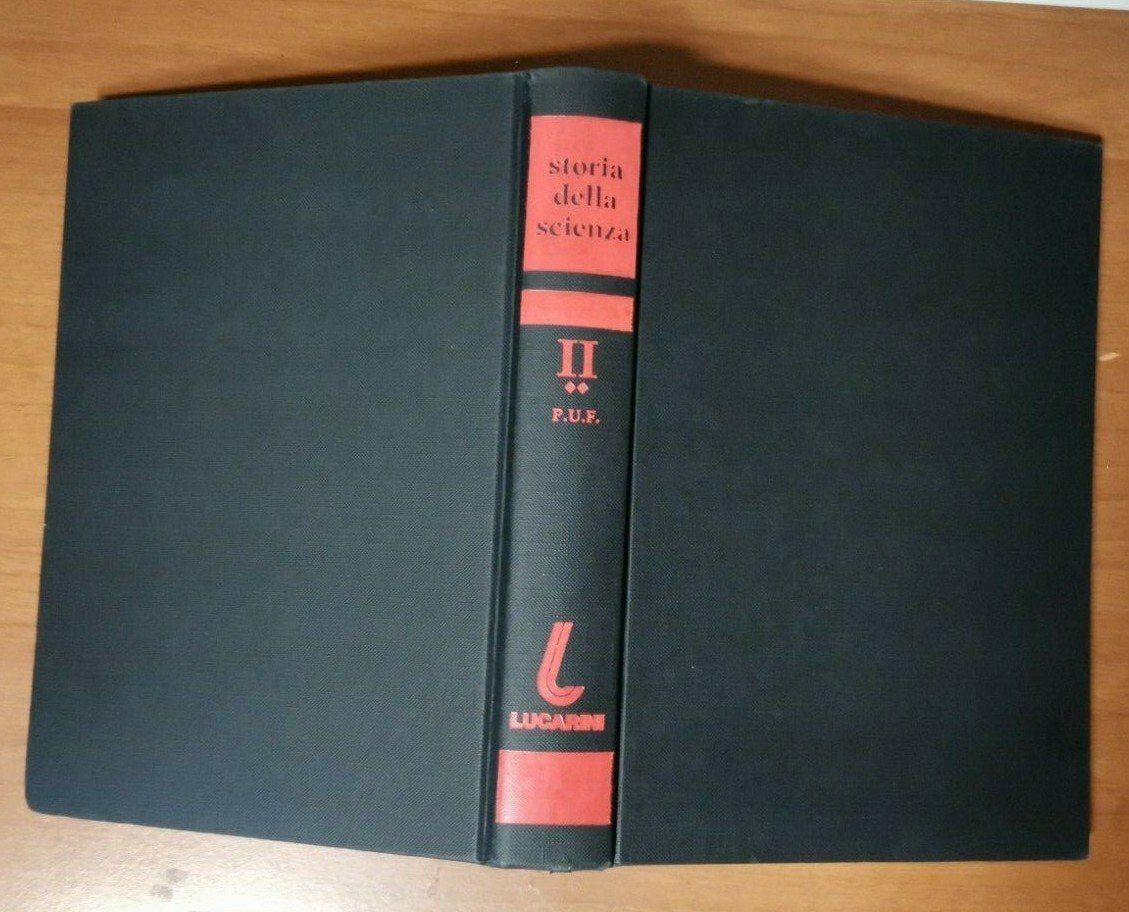 storia
della
scienza
II
P.U.F.
LUCARINI